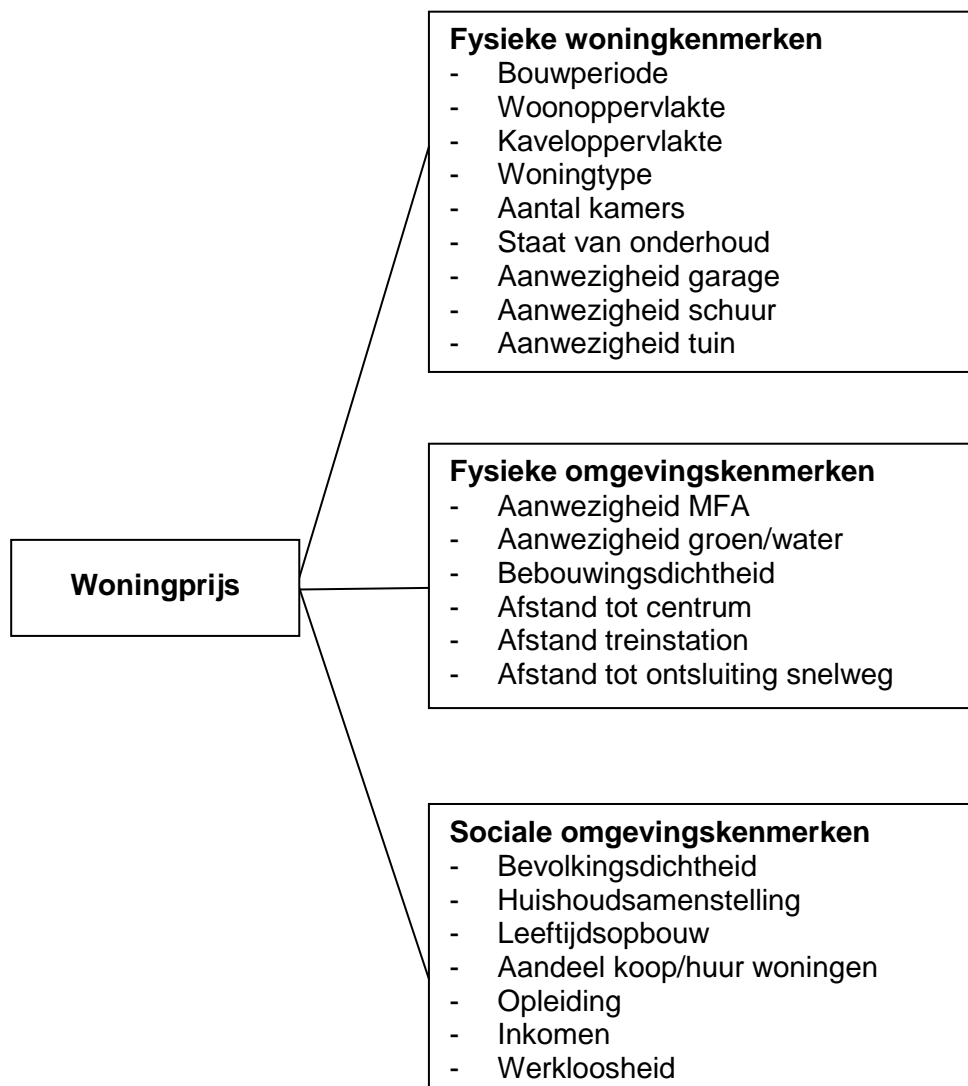 Fysieke woningkenmerken
- Bouwperiode
- Woonoppervlakte
- Kaveloppervlakte
- Woningtype
- Aantal kamers
- Staat van onderhoud
- Aanwezigheid garage
- Aanwezigheid schuur
- Aanwezigheid tuin
Woningprijs
Fysieke omgevingskenmerken
- Aanwezigheid MFA
- Aanwezigheid groen/water
- Bebouwingsdichtheid
- Afstand tot centrum
- Afstand treinstation
- Afstand tot ontsluiting snelweg
Sociale omgevingskenmerken
- Bevolkingsdichtheid
- Huishoudsamenstelling
- Leeftijdsopbouw
- Aandeel koop/huur woningen
- Opleiding
- Inkomen
- Werkloosheid